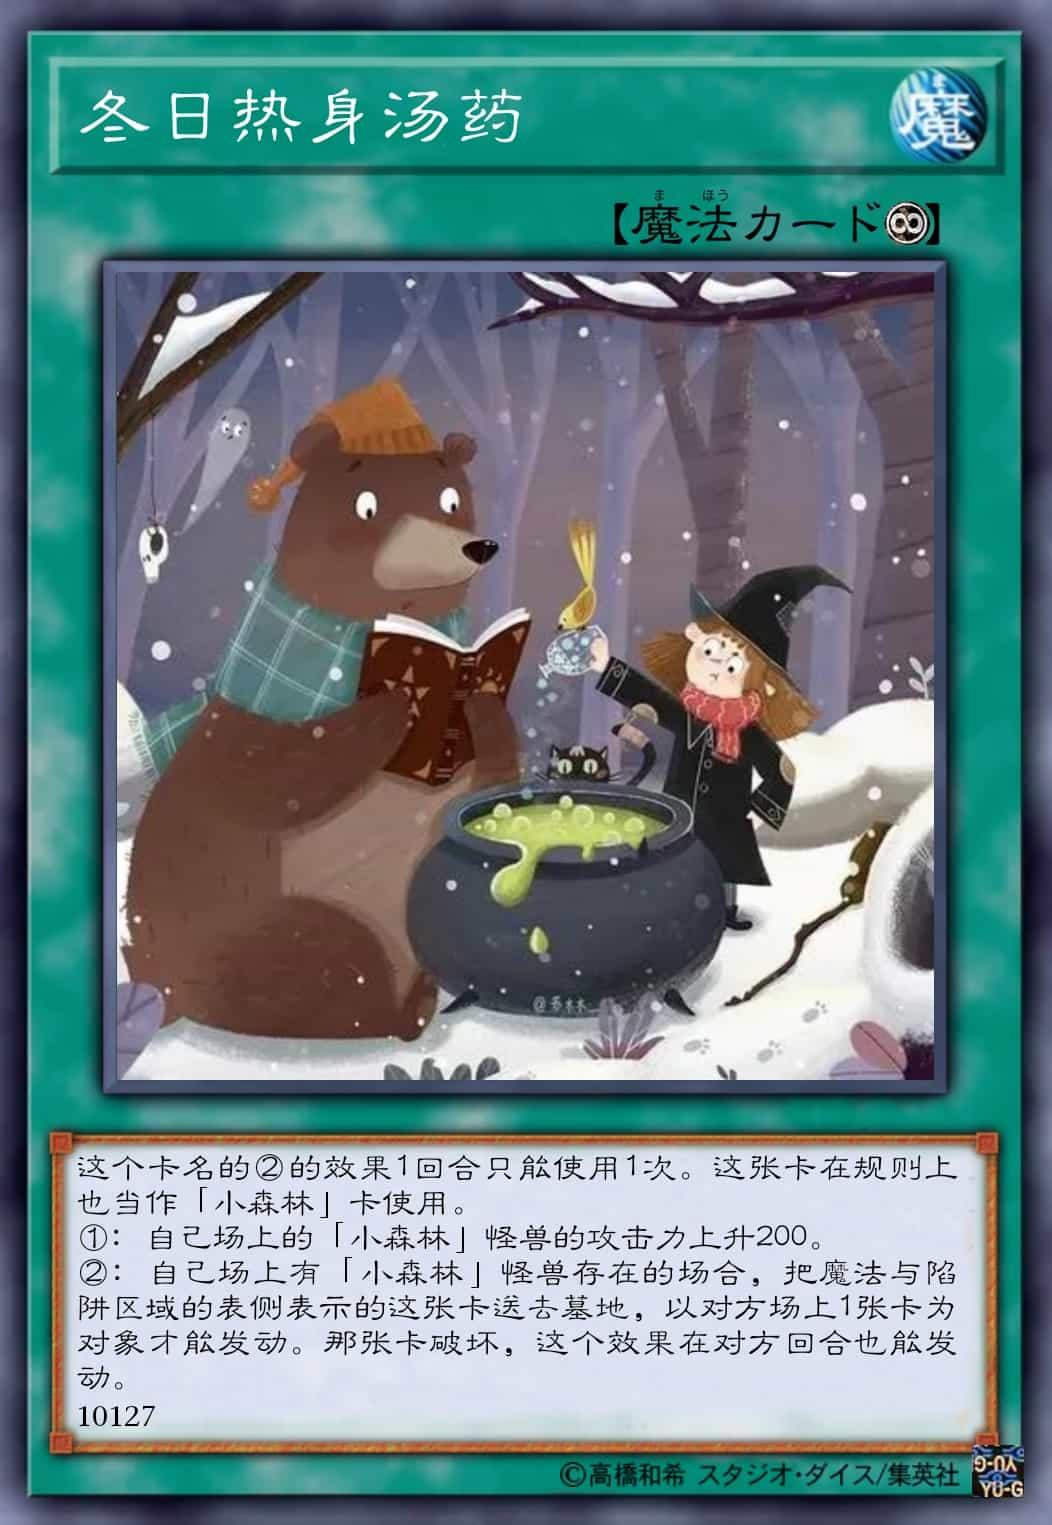 冬日热身汤药
魔
ま ほう
【魔法カード♾】
@苏林
这个卡名的②的效果1回合只能使用1次。这张卡在规则上
也当作「小森林」卡使用。
①：自己场上的「小森林」怪兽的攻击力上升200。
②：自己场上有「小森林」怪兽存在的场合，把魔法与陷
阱区域的表侧表示的这张卡送去墓地，以对方场上1张卡为
对象才能发动。那张卡破坏，这个效果在对方回合也能发
动。
10127
©高橋和希 スタジオ·ダイス/集英社
YU-G
YU-G